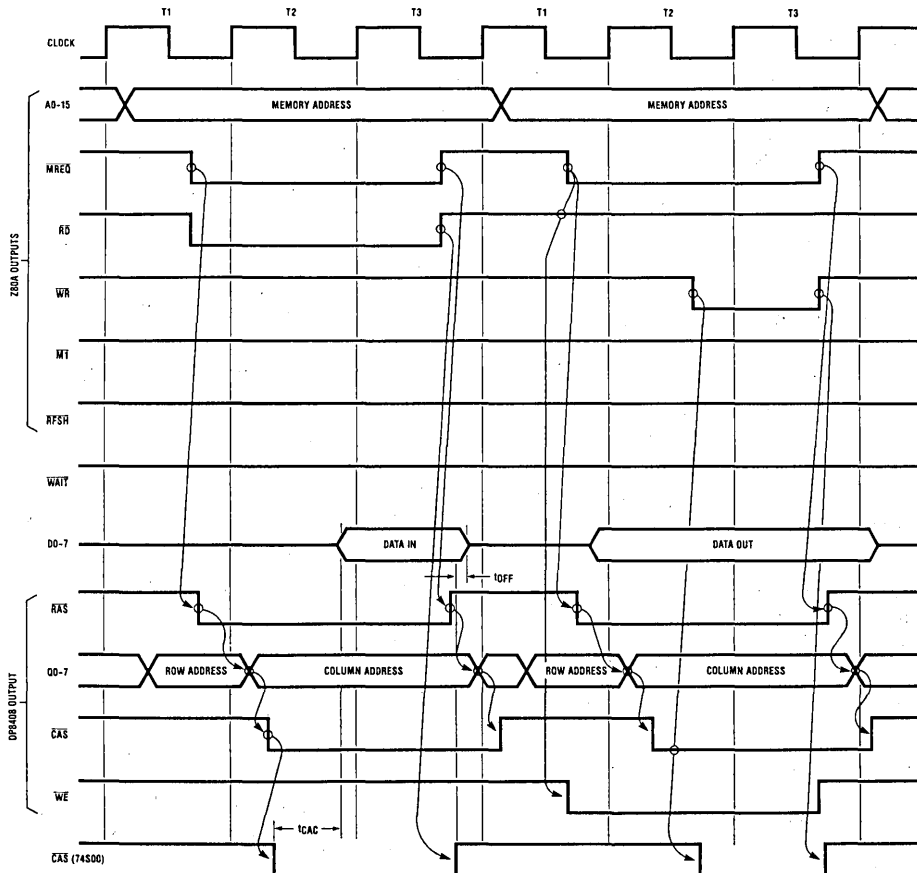 T1 T2 T3 T1 T2 T3
CLOCK
A0-15 MEMORY ADDRESS MEMORY ADDRESS
MREQ
RD
Z80A OUTPUTS
WR
M1
RFSH
WAIT
D0-7 DATA IN DATA OUT
tOFF
RAS
Q0-7 ROW ADDRESS COLUMN ADDRESS ROW ADDRESS COLUMN ADDRESS
DP8408 OUTPUT
CAS
WE
tCAC
CAS (74S00)